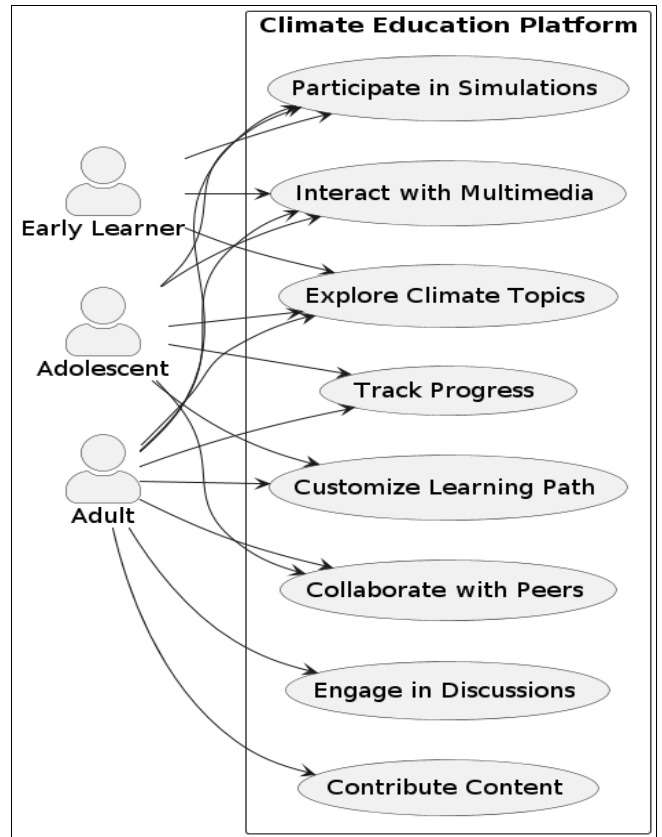 Climate Education Platform
Participate in Simulations
Interact with Multimedia
Early Learner
Explore Climate Topics
Adolescent
Track Progress
Customize Learning Path
Adult
Collaborate with Peers
Engage in Discussions
Contribute Content